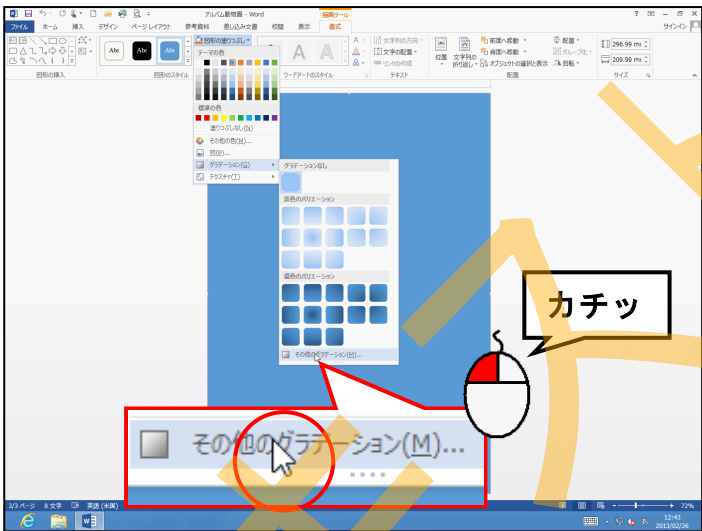 アルバム動物園 - Word
描画ツール
ファイル ホーム 挿入 デザイン ページ レイアウト 参考資料 差し込み文書 校閲 表示 書式 サインイン
図形の塗りつぶし
Abc Abc Abc
A A A
文字列の方向
文字の配置
リンクの作成
位置 文字列の折り返し
前面へ移動
背面へ移動
オブジェクトの選択と表示
配置
グループ化
回転
296.99 mm
209.99 mm
図形の挿入 図形のスタイル ワードアートのスタイル テキスト 配置 サイズ
テーマの色
標準の色
塗りつぶしなし(N)
その他の色(M)...
図(P)...
グラデーション(G)
テクスチャ(T)
グラデーションなし
淡色のバリエーション
濃色のバリエーション
その他のグラデーション(M)...
カチッ
その他のグラデーション(M)...
3/3 ページ 8 文字 英語 (米国) 72%
12:43
2013/02/26